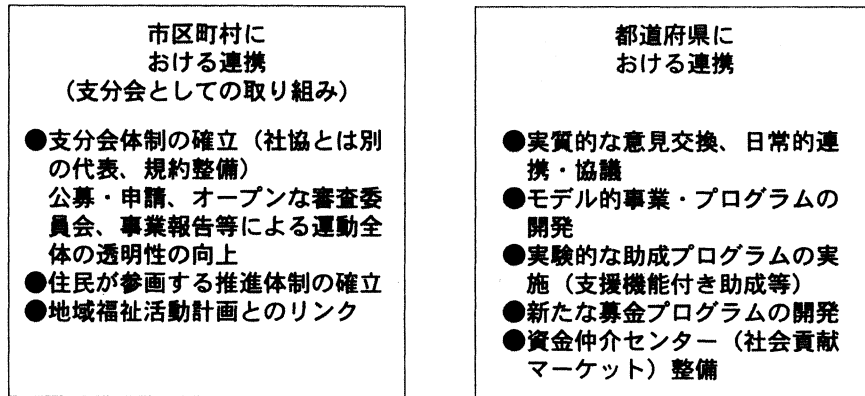 市区町村に
おける連携
（支分会としての取り組み）
●支分会体制の確立（社協とは別
の代表、規約整備）
公募・申請、オープンな審査委
員会、事業報告等による運動全
体の透明性の向上
●住民が参画する推進体制の確立
●地域福祉活動計画とのリンク
都道府県に
おける連携
●実質的な意見交換、日常的連
携・協議
●モデル的事業・プログラムの
開発
●実験的な助成プログラムの実
施（支援機能付き助成等）
●新たな募金プログラムの開発
●資金仲介センター（社会貢献
マーケット）整備